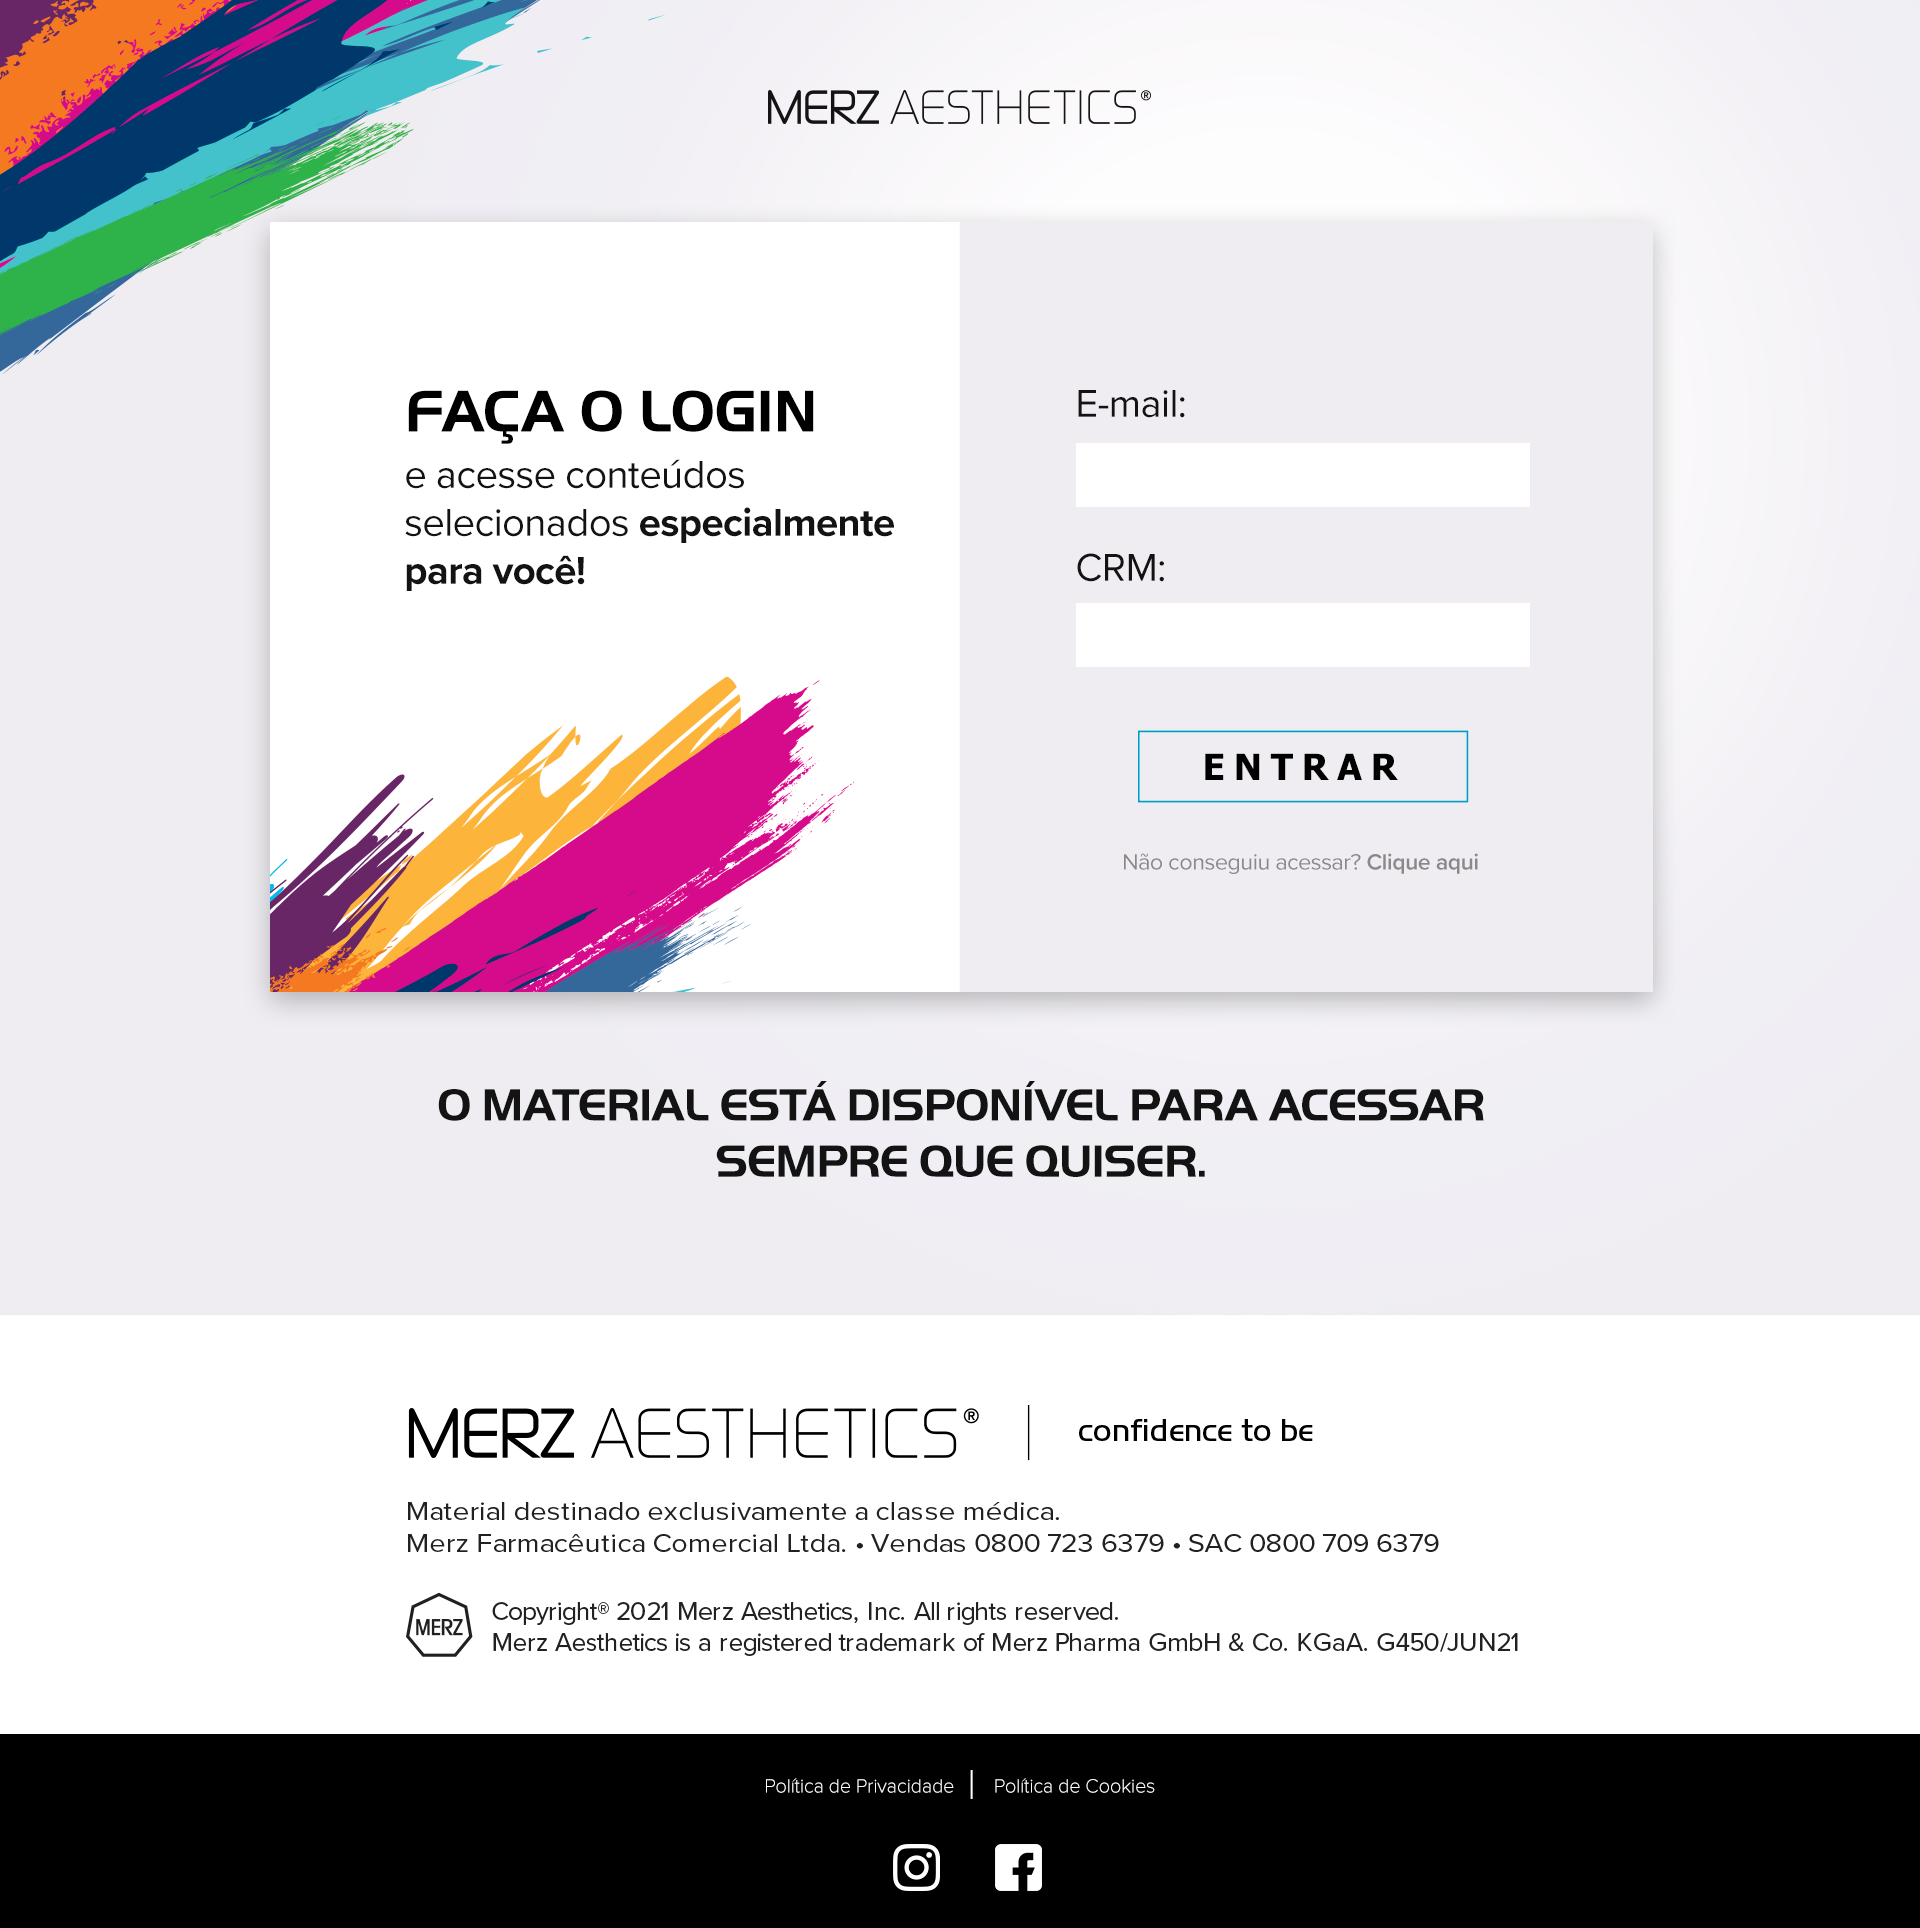 MERZ AESTHETICS®
FAÇA O LOGIN
e acesse conteúdos
selecionados especialmente
para você!
E-mail:
CRM:
ENTRAR
Não conseguiu acessar? Clique aqui
O MATERIAL ESTÁ DISPONÍVEL PARA ACESSAR
SEMPRE QUE QUISER.
MERZ AESTHETICS®
confidence to be
Material destinado exclusivamente a classe médica.
Merz Farmacêutica Comercial Ltda. • Vendas 0800 723 6379 • SAC 0800 709 6379
MERZ
Copyright® 2021 Merz Aesthetics, Inc. All rights reserved.
Merz Aesthetics is a registered trademark of Merz Pharma GmbH & Co. KGaA. G450/JUN21
Política de Privacidade | Política de Cookies